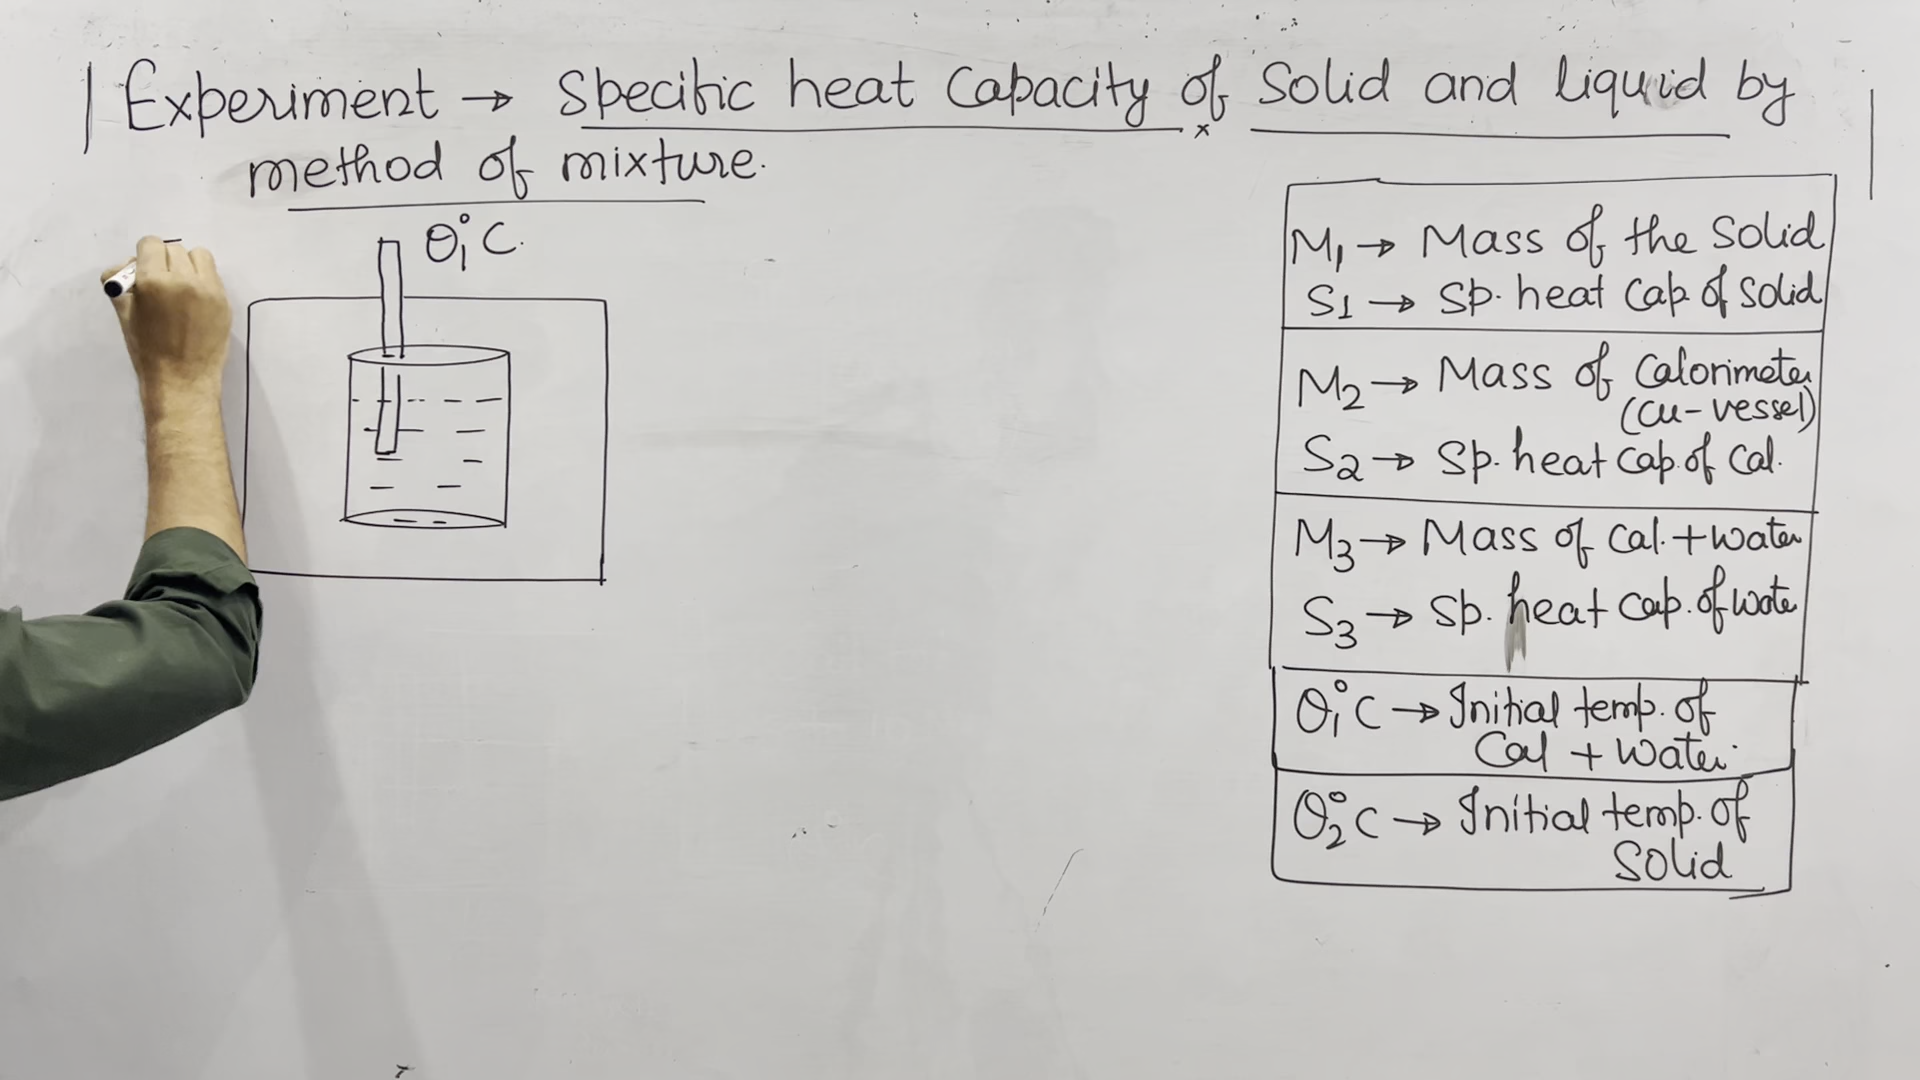 Experiment → Specific heat Capacity of Solid and liquid by
method of mixture.
θ₁°C.
M₁ → Mass of the Solid
S1 → Sp. heat Cap. of Solid
M2 → Mass of Calorimeter
(Cu-vessel)
S2 → Sp. heat Cap. of Cal.
M3 → Mass of Cal. + Water
S3 → Sp. heat Cap. of Water
θ₁°C → Initial temp. of
Cal + Water.
θ₂°C → Initial temp. of
Solid